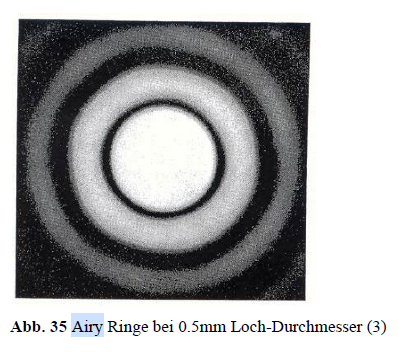 Abb. 35 Airy Ringe bei 0.5mm Loch-Durchmesser (3)